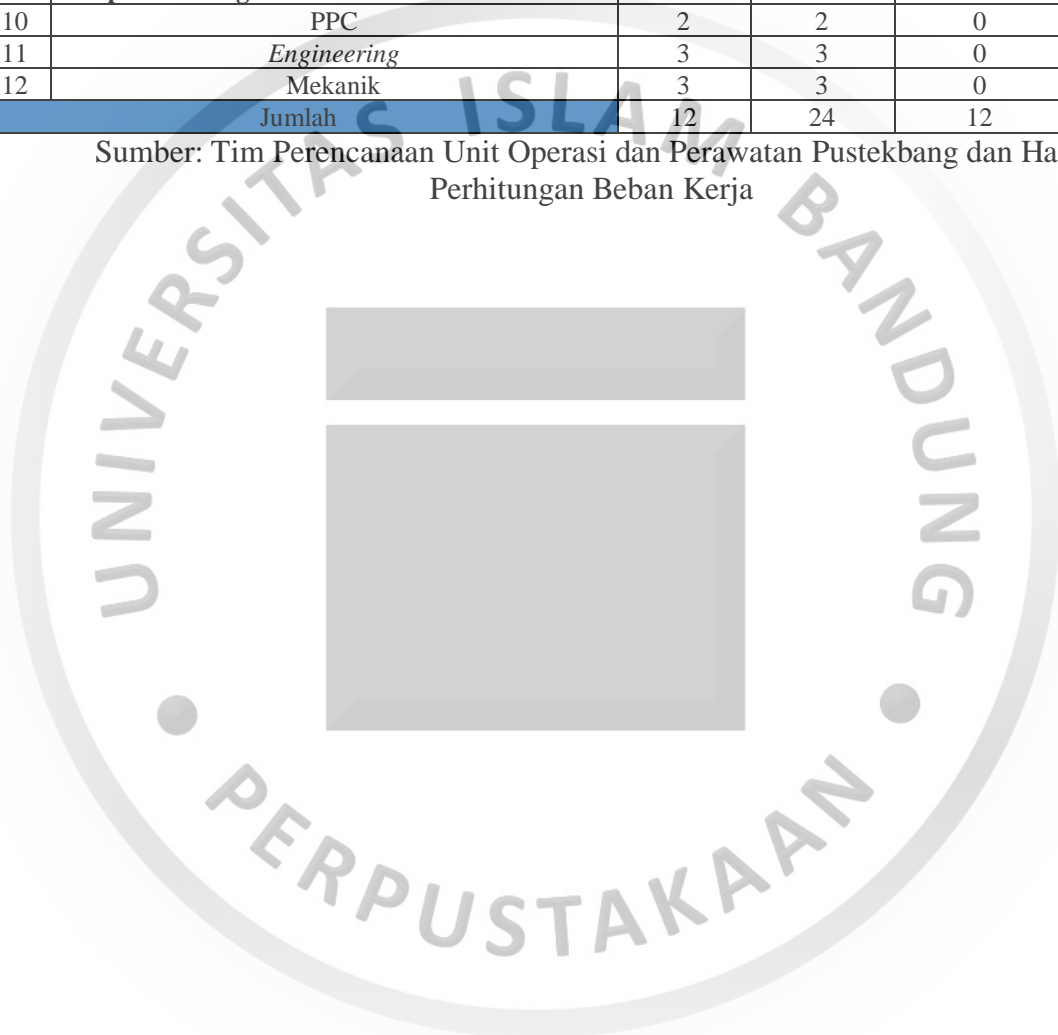 10 PPC 2 2 0
11 Engineering 3 3 0
12 Mekanik 3 3 0
Jumlah 12 24 12
Sumber: Tim Perencanaan Unit Operasi dan Perawatan Pustekbang dan Ha
Perhitungan Beban Kerja
UNIVERSITAS ISLAM BANDUNG
PERPUSTAKAAN